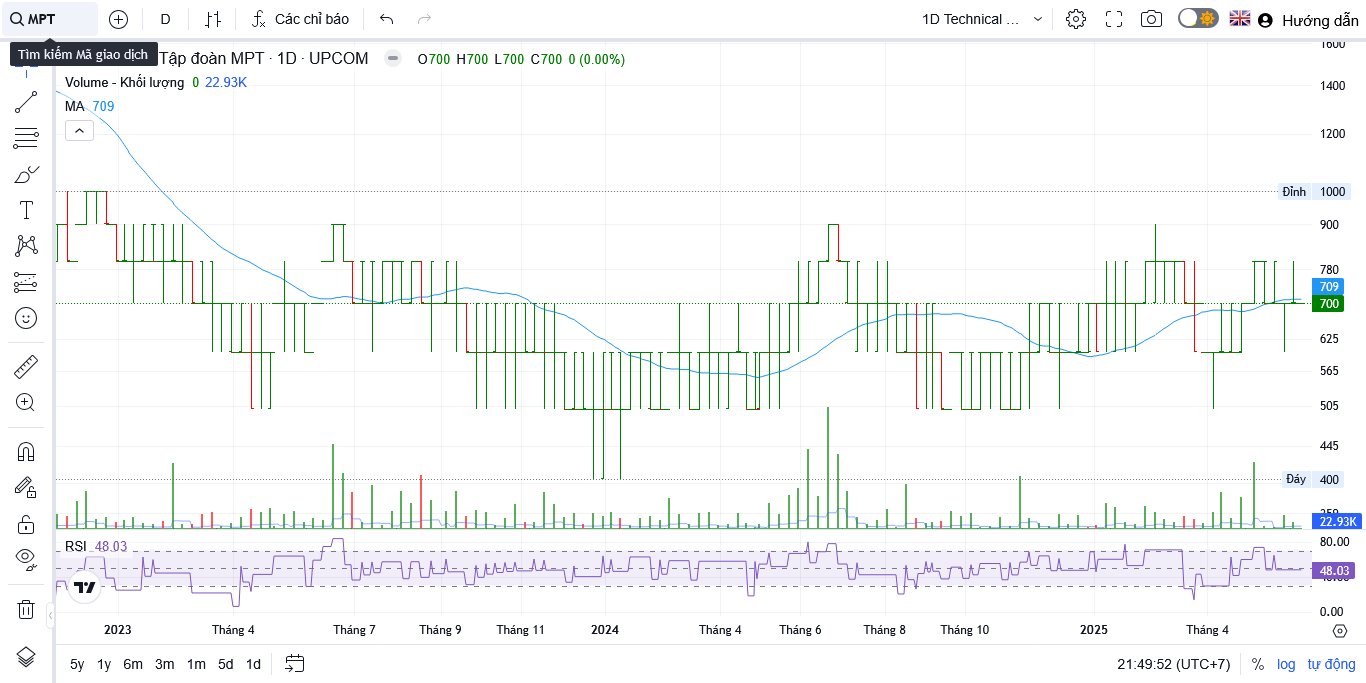 MPT D Các chỉ báo 1D Technical ... Hướng dẫn
Tìm kiếm Mã giao dịch
Tập đoàn MPT · 1D · UPCOM O700 H700 L700 C700 0 (0.00%)
Volume - Khối lượng 0 22.93K
MA 709
1600
1400
1200
Đỉnh 1000
900
780
709
700
625
565
505
445
Đáy 400
22.93K
RSI 48.03
80.00
48.03
0.00
2023 Tháng 4 Tháng 7 Tháng 9 Tháng 11 2024 Tháng 4 Tháng 6 Tháng 8 Tháng 10 2025 Tháng 4
5y 1y 6m 3m 1m 5d 1d 21:49:52 (UTC+7) % log tự động